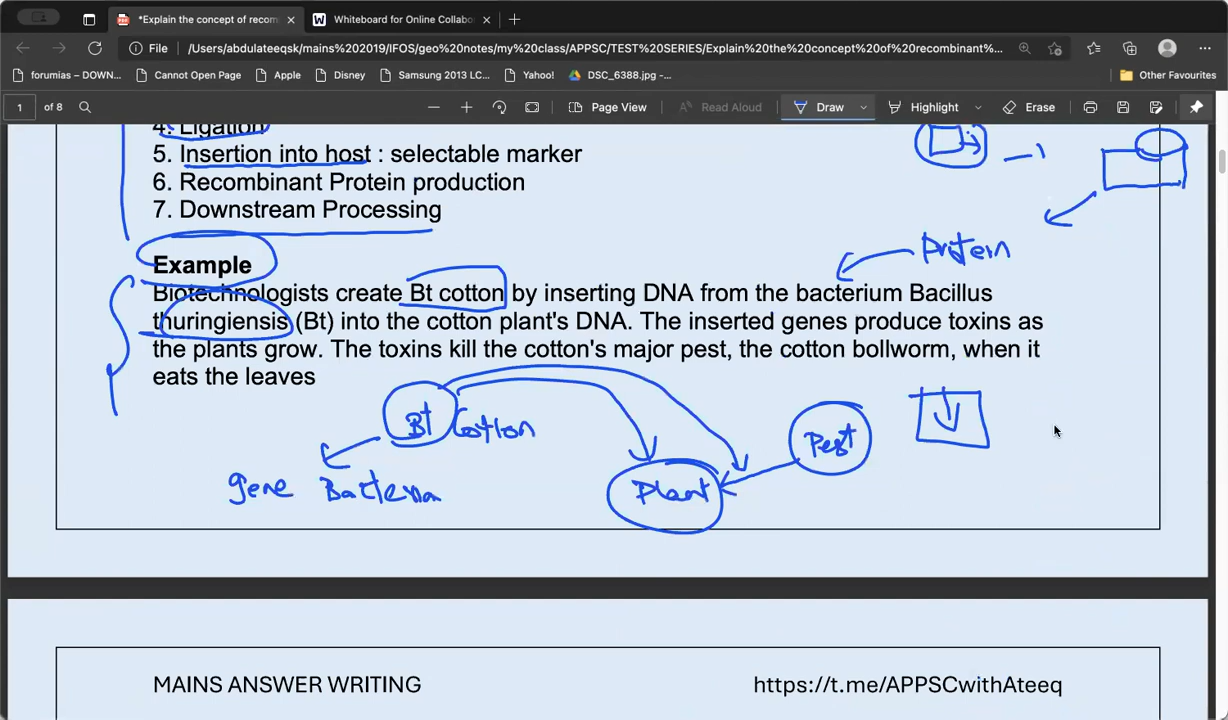 *Explain the concept of recom
Whiteboard for Online Collabo
File
/Users/abdulateeqsk/mains%202019/IFOS/geo%20notes/my%20class/APPSC/TEST%20SERIES/Explain%20the%20concept%20of%20recombinant%...
forumias – DOWN...
Cannot Open Page
Apple
Disney
Samsung 2013 LC...
Yahoo!
DSC_6388.jpg -...
Other Favourites
1 of 8
Page View
Read Aloud
Draw
Highlight
Erase
4. Ligation
5. Insertion into host : selectable marker
6. Recombinant Protein production
7. Downstream Processing
Protein
Example
Biotechnologists create Bt cotton by inserting DNA from the bacterium Bacillus
thuringiensis (Bt) into the cotton plant's DNA. The inserted genes produce toxins as
the plants grow. The toxins kill the cotton's major pest, the cotton bollworm, when it
eats the leaves
Bt Cotton
Pest
gene Bacteria
Plant
MAINS ANSWER WRITING
https://t.me/APPSCwithAteeq